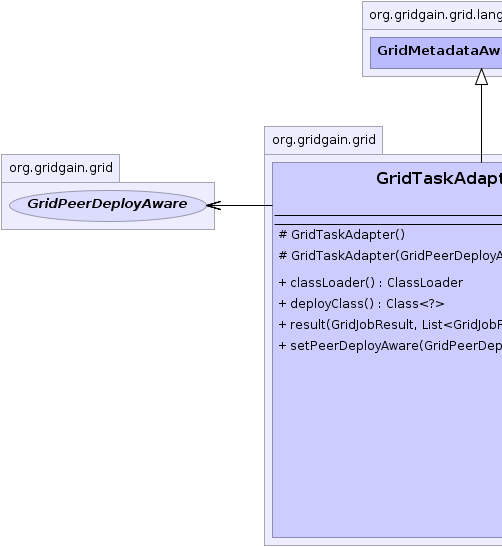 org.gridgain.grid.lang
GridMetadataAw
org.gridgain.grid
org.gridgain.grid
GridTaskAdapt
GridPeerDeployAware
# GridTaskAdapter()
# GridTaskAdapter(GridPeerDeployA
+ classLoader() : ClassLoader
+ deployClass() : Class<?>
+ result(GridJobResult, List<GridJobR
+ setPeerDeployAware(GridPeerDep